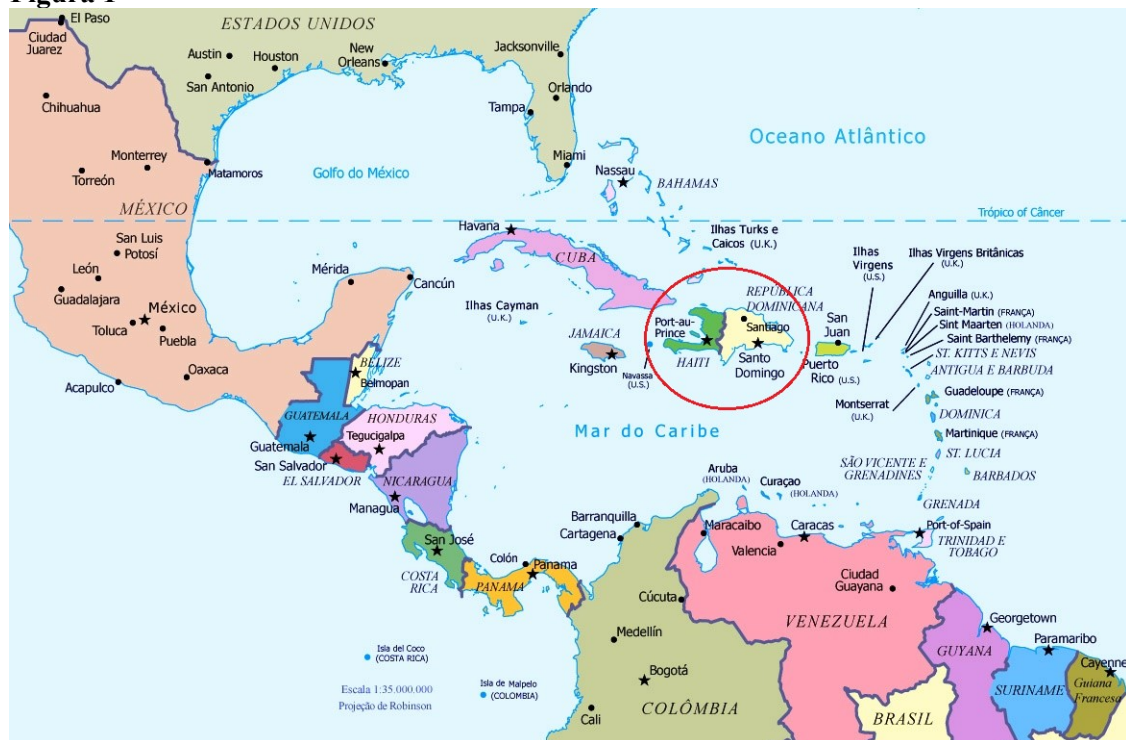 Figura 1
El Paso
Ciudad
Juarez
ESTADOS UNIDOS
Austin
Houston
New
Orleans
Jacksonville
San Antonio
Orlando
Chihuahua
Tampa
Oceano Atlântico
Monterrey
Miami
Torreón
Matamoros
Golfo do México
Nassau
BAHAMAS
MÉXICO
Trópico of Câncer
Havana
Ilhas Turks e
Caicos (U.K.)
San Luis
Potosí
CUBA
Ilhas
Virgens
(U.S.)
Ilhas Virgens Britânicas
(U.K.)
León
Mérida
Cancún
Guadalajara
México
Ilhas Cayman
(U.K.)
REPÚBLICA
DOMINICANA
Anguilla (U.K.)
Saint-Martin (FRANÇA)
Toluca
Puebla
JAMAICA
Port-au-
Prince
Santiago
San
Juan
Sint Maarten (HOLANDA)
Saint Barthelemy (FRANÇA)
Kingston
HAITI
Santo
Domingo
Puerto
Rico (U.S.)
ST. KITTS E NEVIS
ANTIGUA E BARBUDA
Navassa
(U.S.)
Acapulco
Oaxaca
BELIZE
Belmopan
Montserrat
(U.K.)
Guadeloupe (FRANÇA)
GUATEMALA
HONDURAS
DOMINICA
Mar do Caribe
Tegucigalpa
Martinique (FRANÇA)
Guatemala
San Salvador
ST. LUCIA
EL SALVADOR
NICARAGUA
Aruba
(HOLANDA)
Curaçao
(HOLANDA)
SÃO VICENTE E
GRENADINES
BARBADOS
Managua
GRENADA
Barranquilla
Cartagena
Maracaibo
Caracas
Port-of-Spain
TRINIDAD E
TOBAGO
San José
Valencia
Colón
Panama
COSTA
RICA
PANAMA
Ciudad
Guayana
Cúcuta
VENEZUELA
Georgetown
Medellín
GUYANA
Paramaribo
Isla del Coco
(COSTA RICA)
Bogotá
Cayenne
Isla de Malpelo
(COLOMBIA)
SURINAME
Guiana
Francesa
Escala 1:35.000.000
Projeção de Robinson
Cali
COLÔMBIA
BRASIL